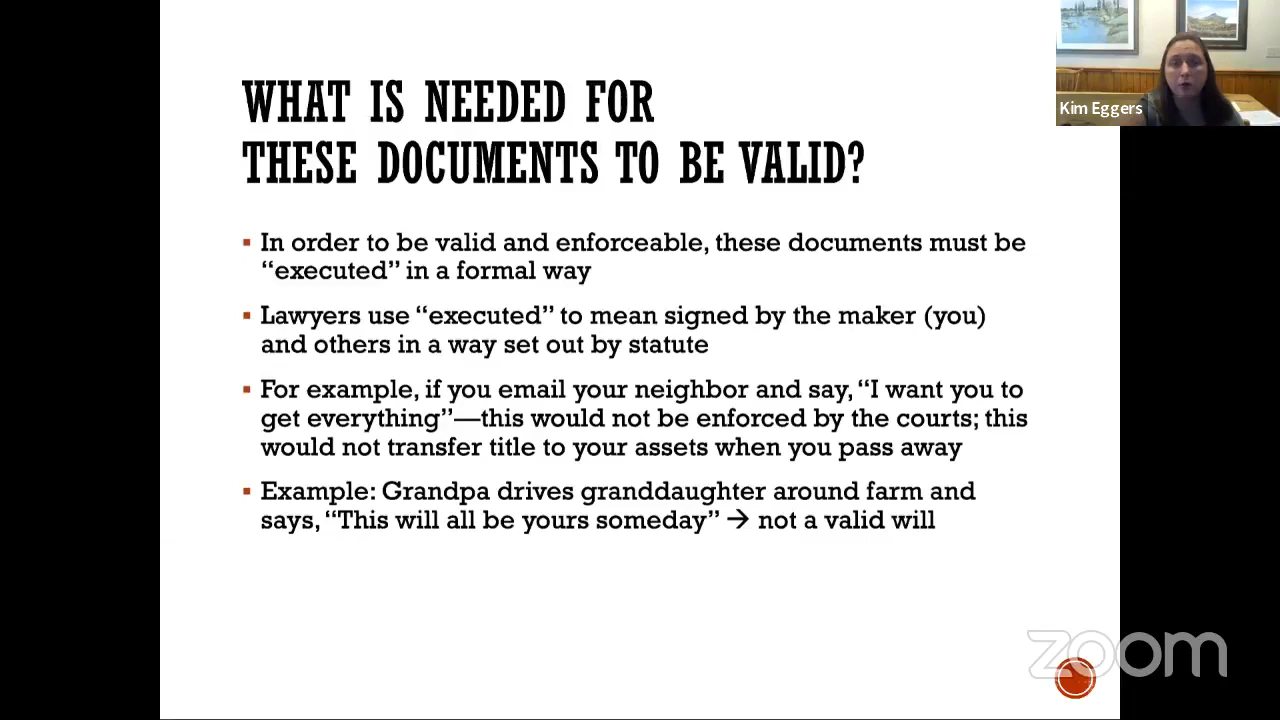 WHAT IS NEEDED FOR
THESE DOCUMENTS TO BE VALID?
▪ In order to be valid and enforceable, these documents must be
“executed” in a formal way
▪ Lawyers use “executed” to mean signed by the maker (you)
and others in a way set out by statute
▪ For example, if you email your neighbor and say, “I want you to
get everything”—this would not be enforced by the courts; this
would not transfer title to your assets when you pass away
▪ Example: Grandpa drives granddaughter around farm and
says, “This will all be yours someday” → not a valid will
Kim Eggers
zoom